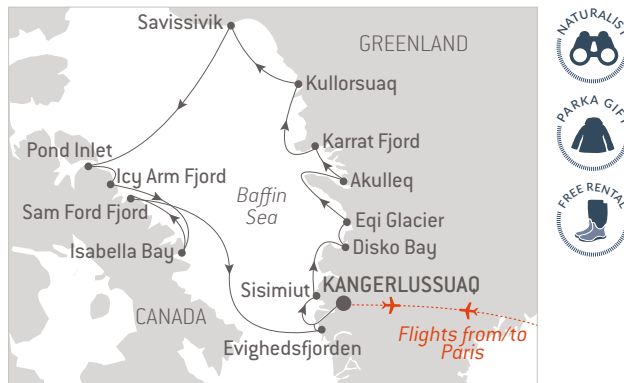 Savissivik
GREENLAND
Kullorsuaq
Karrat Fjord
Pond Inlet
Icy Arm Fjord
Akulleq
Sam Ford Fjord
Baffin
Sea
Eqi Glacier
Disko Bay
Isabella Bay
Sisimiut
KANGERLUSSUAQ
CANADA
Flights from/to
Paris
Evighedsfjorden
NATURALIST
PARKA GIFT
FREE RENTAL